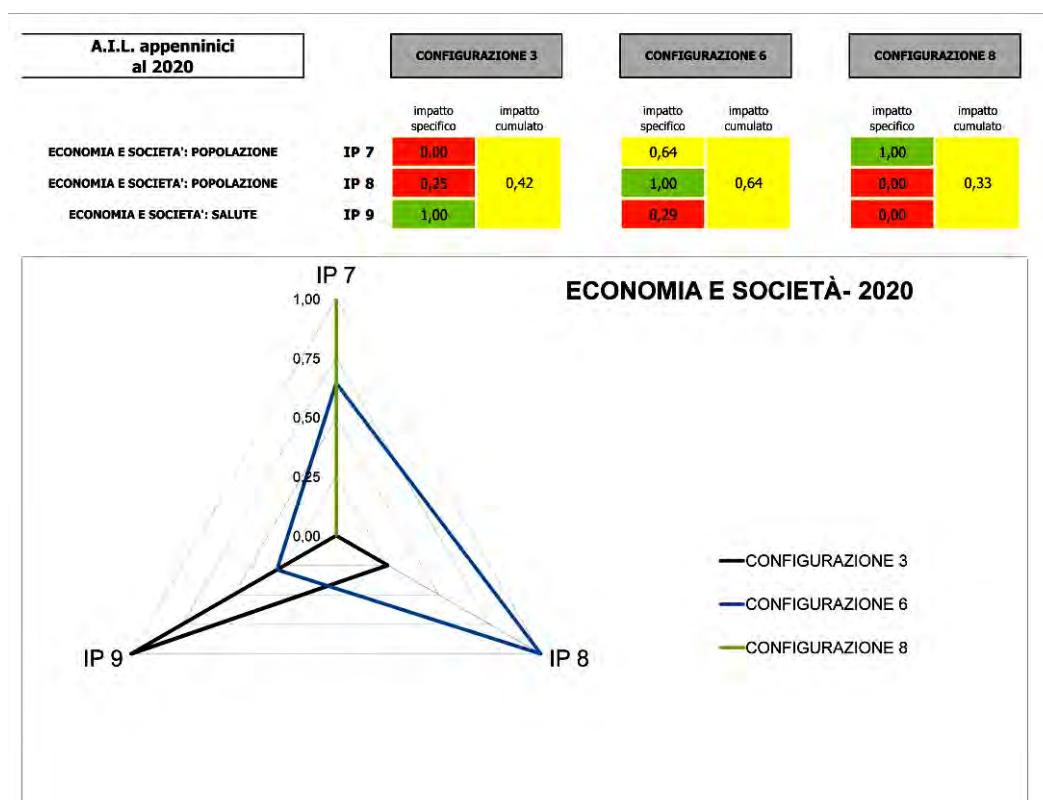 A.I.L. appenninici
al 2020
CONFIGURAZIONE 3
CONFIGURAZIONE 6
CONFIGURAZIONE 8
impatto specifico
impatto cumulato
impatto specifico
impatto cumulato
impatto specifico
impatto cumulato
ECONOMIA E SOCIETA': POPOLAZIONE IP 7 0,00 0,64 1,00
ECONOMIA E SOCIETA': POPOLAZIONE IP 8 0,25 0,42 1,00 0,64 0,00 0,33
ECONOMIA E SOCIETA': SALUTE IP 9 1,00 0,29 0,00
ECONOMIA E SOCIETÀ- 2020
IP 7
1,00
0,75
0,50
0,25
0,00
IP 9
IP 8
CONFIGURAZIONE 3
CONFIGURAZIONE 6
CONFIGURAZIONE 8